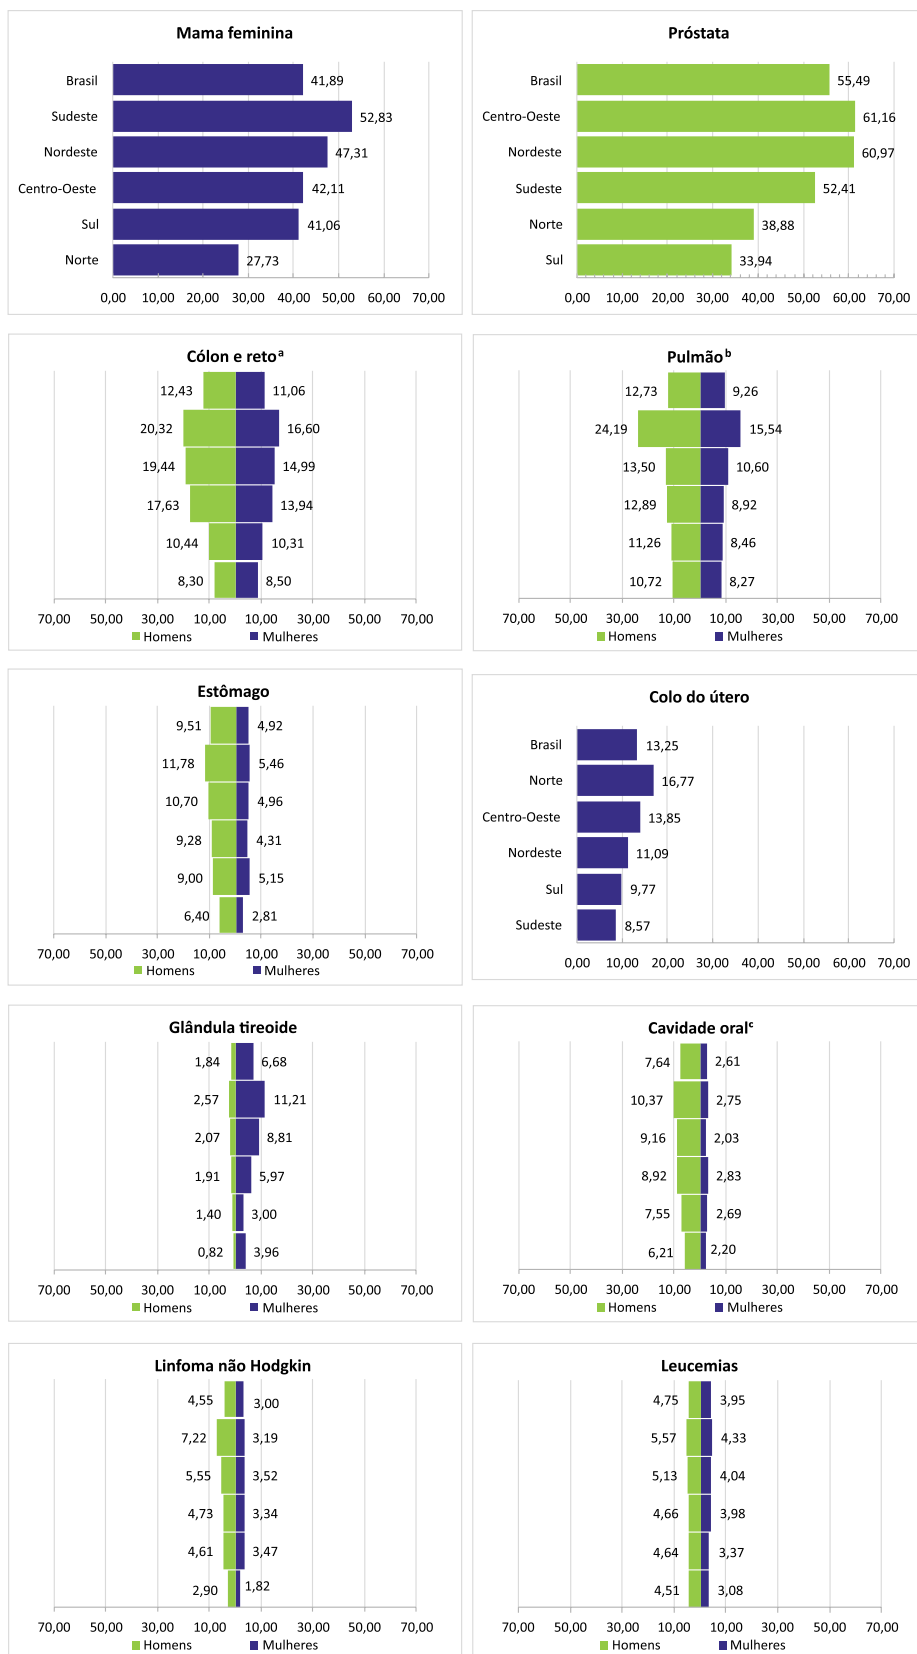 Mama feminina
Brasil 41,89
Sudeste 52,83
Nordeste 47,31
Centro-Oeste 42,11
Sul 41,06
Norte 27,73
0,00 10,00 20,00 30,00 40,00 50,00 60,00 70,00
Próstata
Brasil 55,49
Centro-Oeste 61,16
Nordeste 60,97
Sudeste 52,41
Norte 38,88
Sul 33,94
0,00 10,00 20,00 30,00 40,00 50,00 60,00 70,00
Cólon e reto a
12,43 11,06
20,32 16,60
19,44 14,99
17,63 13,94
10,44 10,31
8,30 8,50
70,00 50,00 30,00 10,00 10,00 30,00 50,00 70,00
Homens Mulheres
Pulmão b
12,73 9,26
24,19 15,54
13,50 10,60
12,89 8,92
11,26 8,46
10,72 8,27
70,00 50,00 30,00 10,00 10,00 30,00 50,00 70,00
Homens Mulheres
Estômago
9,51 4,92
11,78 5,46
10,70 4,96
9,28 4,31
9,00 5,15
6,40 2,81
70,00 50,00 30,00 10,00 10,00 30,00 50,00 70,00
Homens Mulheres
Colo do útero
Brasil 13,25
Norte 16,77
Centro-Oeste 13,85
Nordeste 11,09
Sul 9,77
Sudeste 8,57
0,00 10,00 20,00 30,00 40,00 50,00 60,00 70,00
Glândula tireoide
1,84 6,68
2,57 11,21
2,07 8,81
1,91 5,97
1,40 3,00
0,82 3,96
70,00 50,00 30,00 10,00 10,00 30,00 50,00 70,00
Homens Mulheres
Cavidade oral c
7,64 2,61
10,37 2,75
9,16 2,03
8,92 2,83
7,55 2,69
6,21 2,20
70,00 50,00 30,00 10,00 10,00 30,00 50,00 70,00
Homens Mulheres
Linfoma não Hodgkin
4,55 3,00
7,22 3,19
5,55 3,52
4,73 3,34
4,61 3,47
2,90 1,82
70,00 50,00 30,00 10,00 10,00 30,00 50,00 70,00
Homens Mulheres
Leucemias
4,75 3,95
5,57 4,33
5,13 4,04
4,66 3,98
4,64 3,37
4,51 3,08
70,00 50,00 30,00 10,00 10,00 30,00 50,00 70,00
Homens Mulheres